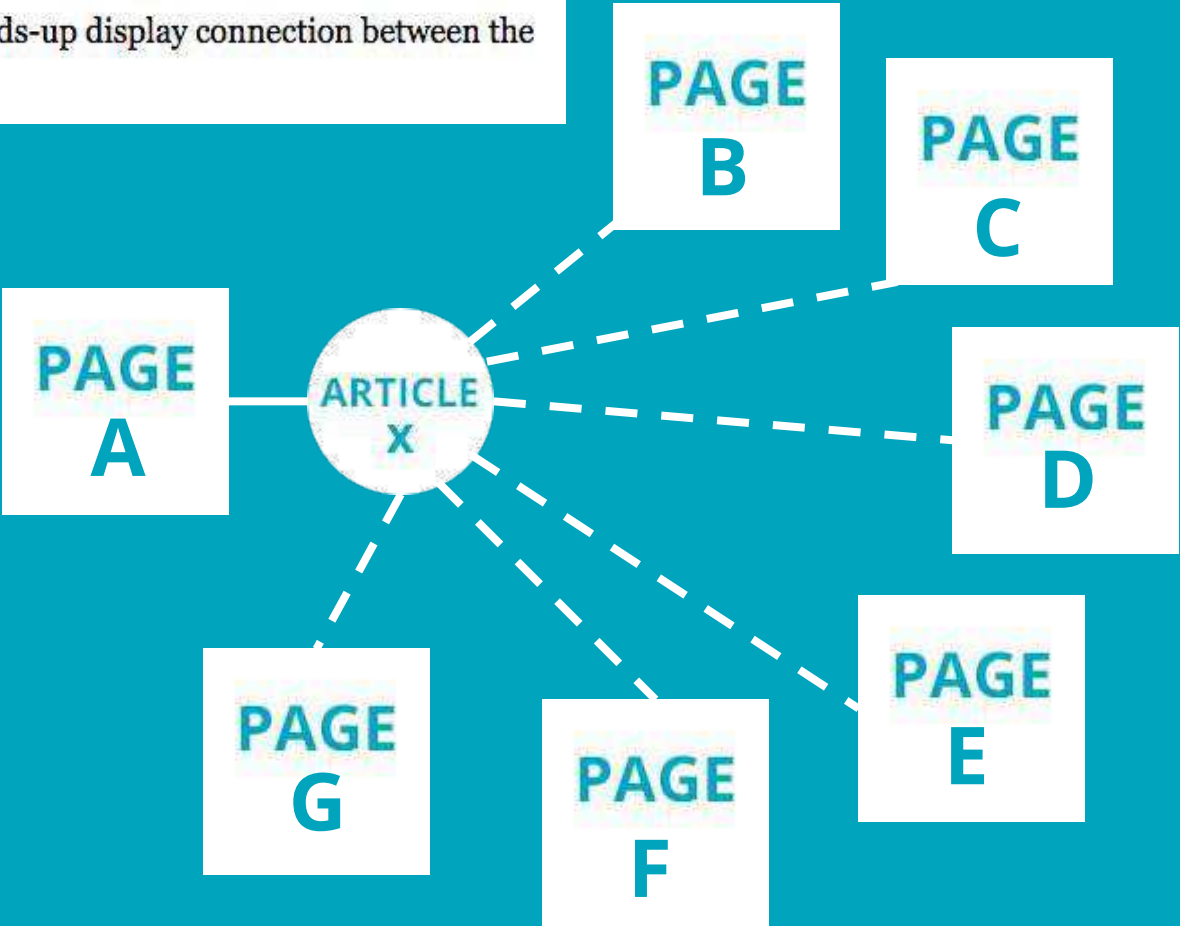 ds-up display connection between the
PAGE
B
PAGE
C
PAGE
A
ARTICLE
X
PAGE
D
PAGE
E
PAGE
G
PAGE
F